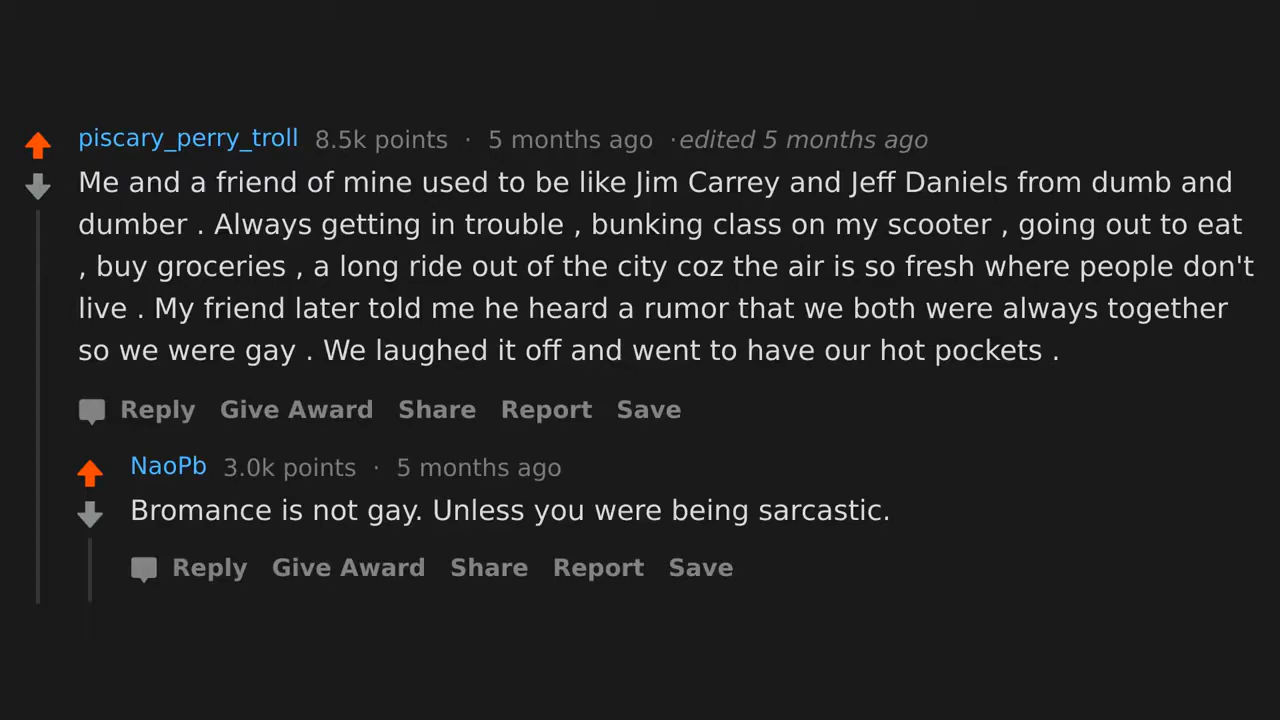 piscary_perry_troll 8.5k points · 5 months ago ·edited 5 months ago
Me and a friend of mine used to be like Jim Carrey and Jeff Daniels from dumb and
dumber . Always getting in trouble , bunking class on my scooter , going out to eat
, buy groceries , a long ride out of the city coz the air is so fresh where people don't
live . My friend later told me he heard a rumor that we both were always together
so we were gay . We laughed it off and went to have our hot pockets .
Reply Give Award Share Report Save
NaoPb 3.0k points · 5 months ago
Bromance is not gay. Unless you were being sarcastic.
Reply Give Award Share Report Save